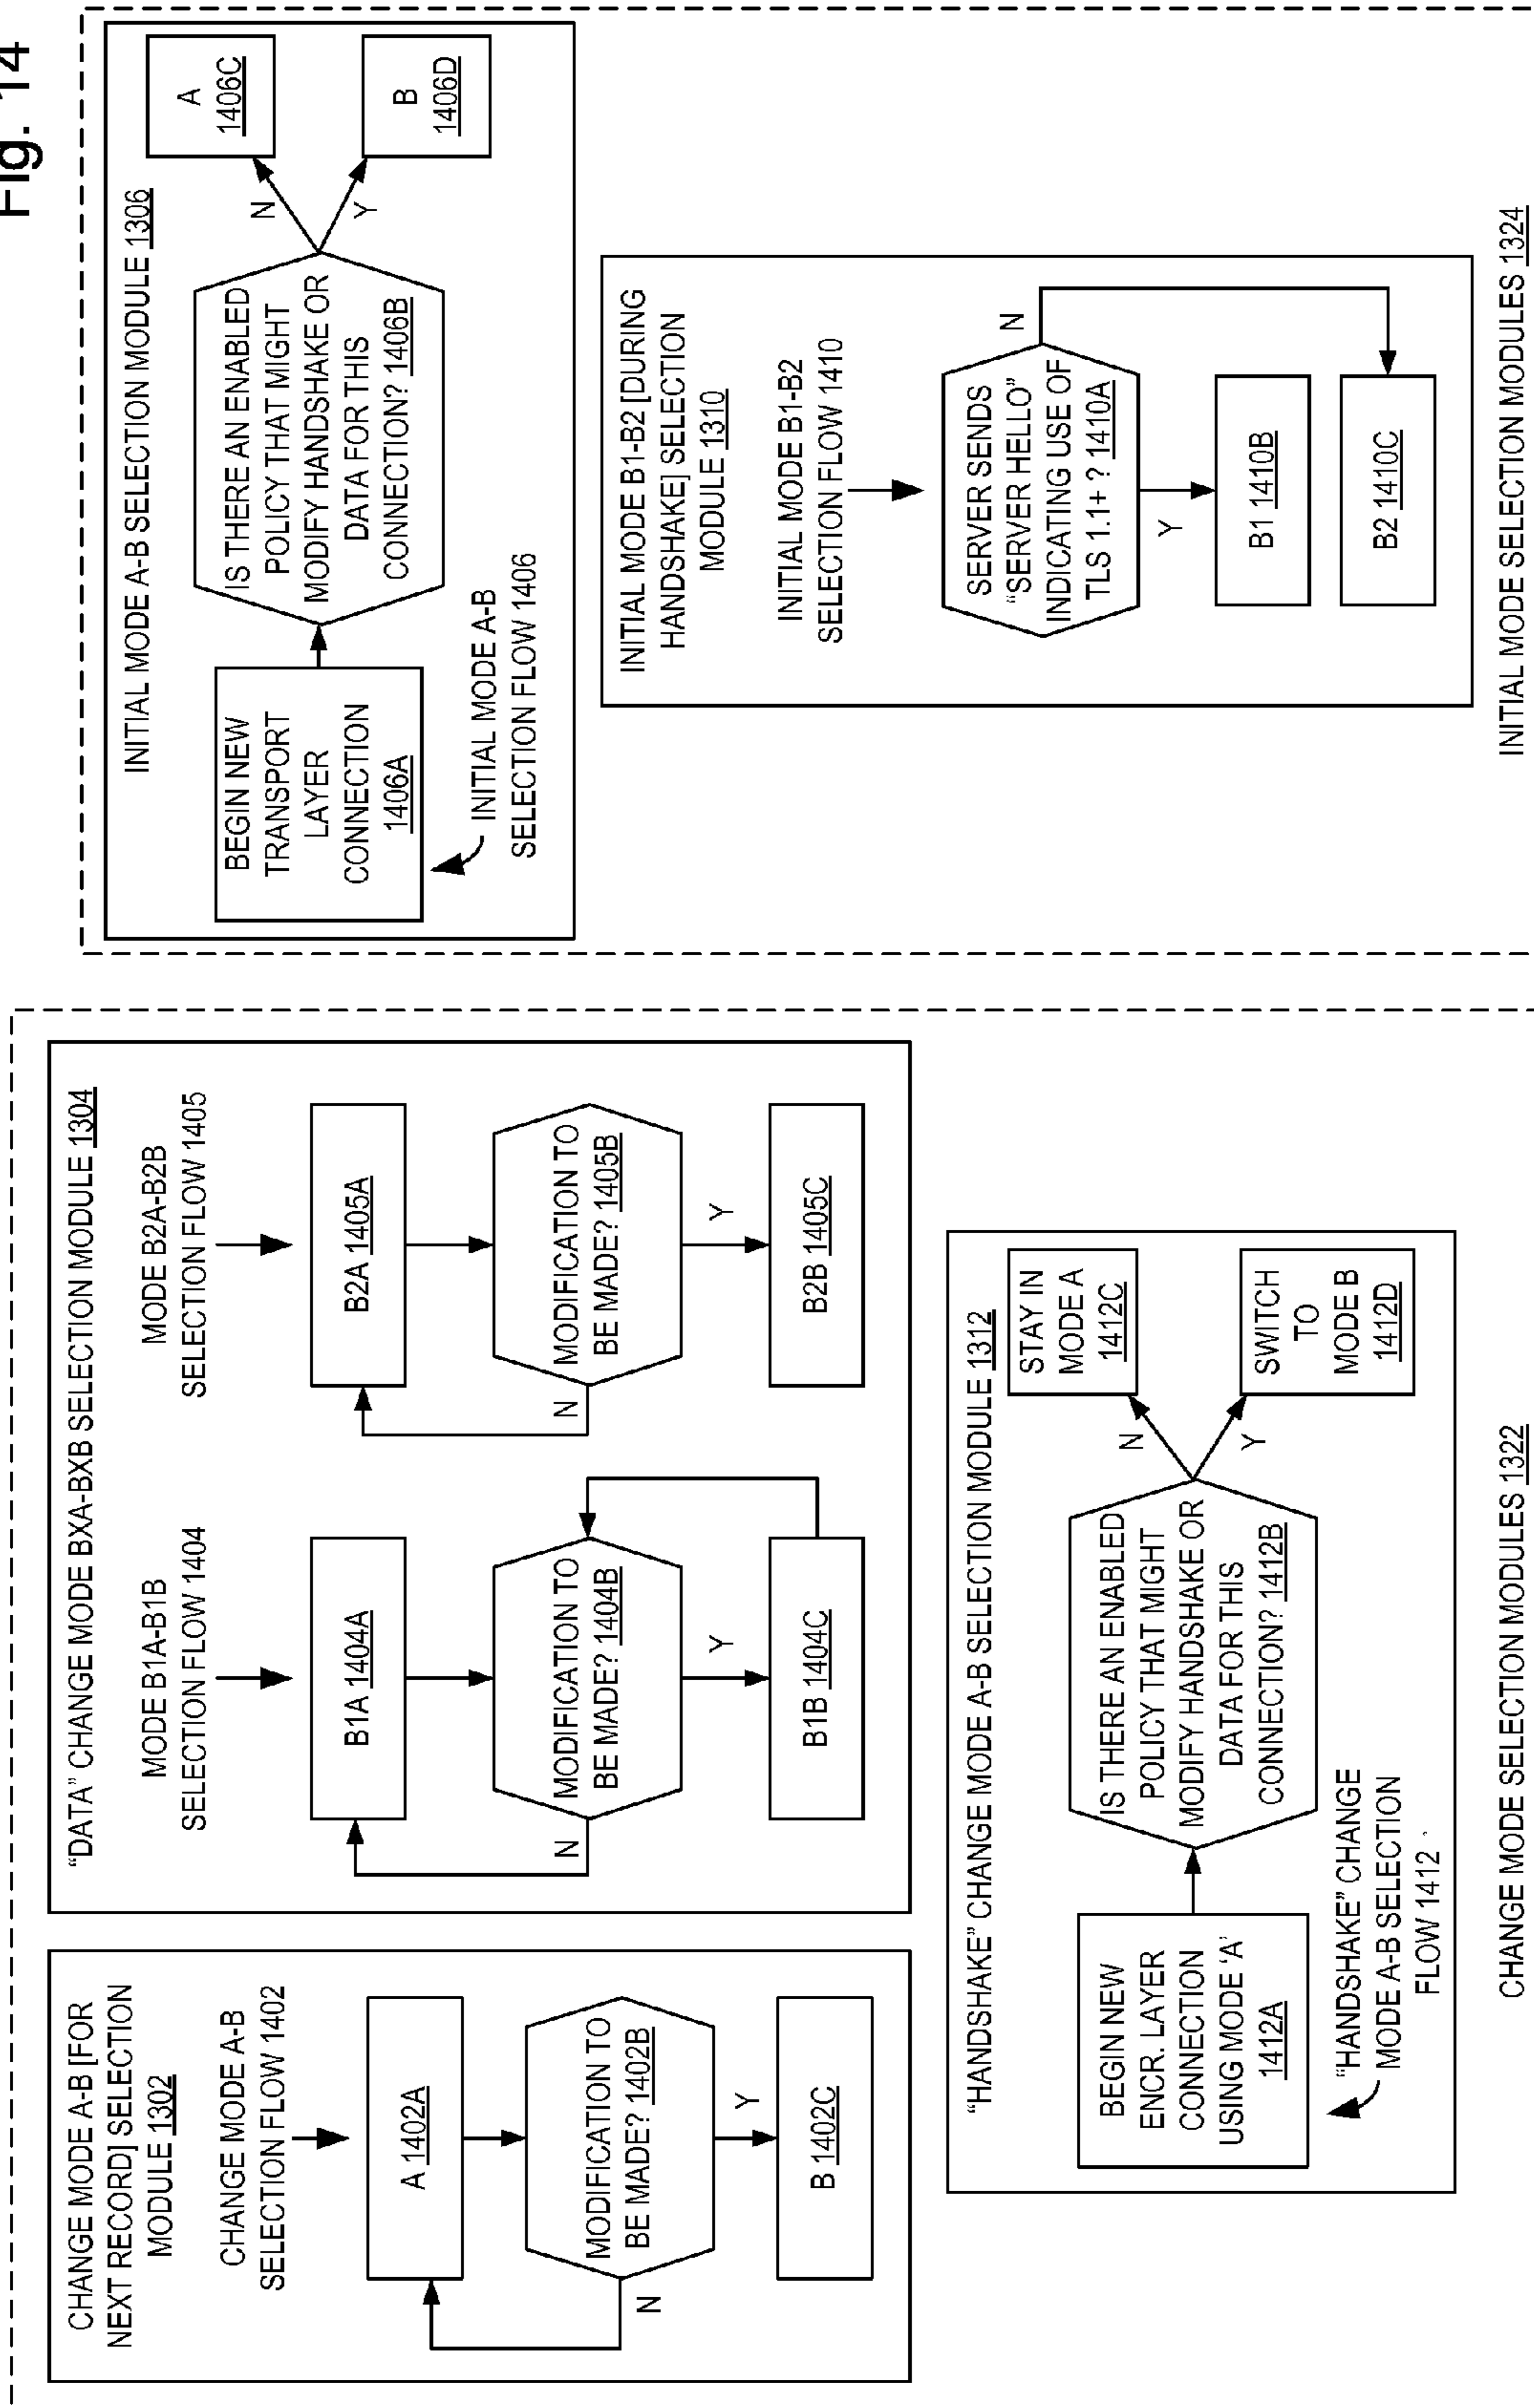 Fig. 14
CHANGE MODE A-B [FOR
NEXT RECORD] SELECTION
MODULE 1302
CHANGE MODE A-B
SELECTION FLOW 1402
A 1402A
MODIFICATION TO
BE MADE? 1402B
N
Y
B 1402C
"DATA" CHANGE MODE BXA-BXB SELECTION MODULE 1304
MODE B1A-B1B
SELECTION FLOW 1404
B1A 1404A
MODIFICATION TO
BE MADE? 1404B
N
Y
B1B 1404C
MODE B2A-B2B
SELECTION FLOW 1405
B2A 1405A
MODIFICATION TO
BE MADE? 1405B
N
Y
B2B 1405C
"HANDSHAKE" CHANGE MODE A-B SELECTION MODULE 1312
BEGIN NEW
ENCR. LAYER
CONNECTION
USING MODE 'A'
1412A
IS THERE AN ENABLED
POLICY THAT MIGHT
MODIFY HANDSHAKE OR
DATA FOR THIS
CONNECTION? 1412B
N
Y
STAY IN
MODE A
1412C
SWITCH
TO
MODE B
1412D
"HANDSHAKE" CHANGE
MODE A-B SELECTION
FLOW 1412
CHANGE MODE SELECTION MODULES 1322
INITIAL MODE A-B SELECTION MODULE 1306
BEGIN NEW
TRANSPORT
LAYER
CONNECTION
1406A
IS THERE AN ENABLED
POLICY THAT MIGHT
MODIFY HANDSHAKE OR
DATA FOR THIS
CONNECTION? 1406B
N
Y
A
1406C
B
1406D
INITIAL MODE A-B
SELECTION FLOW 1406
INITIAL MODE B1-B2 [DURING
HANDSHAKE] SELECTION
MODULE 1310
INITIAL MODE B1-B2
SELECTION FLOW 1410
SERVER SENDS
"SERVER HELLO"
INDICATING USE OF
TLS 1.1+ ? 1410A
N
Y
B1 1410B
B2 1410C
INITIAL MODE SELECTION MODULES 1324